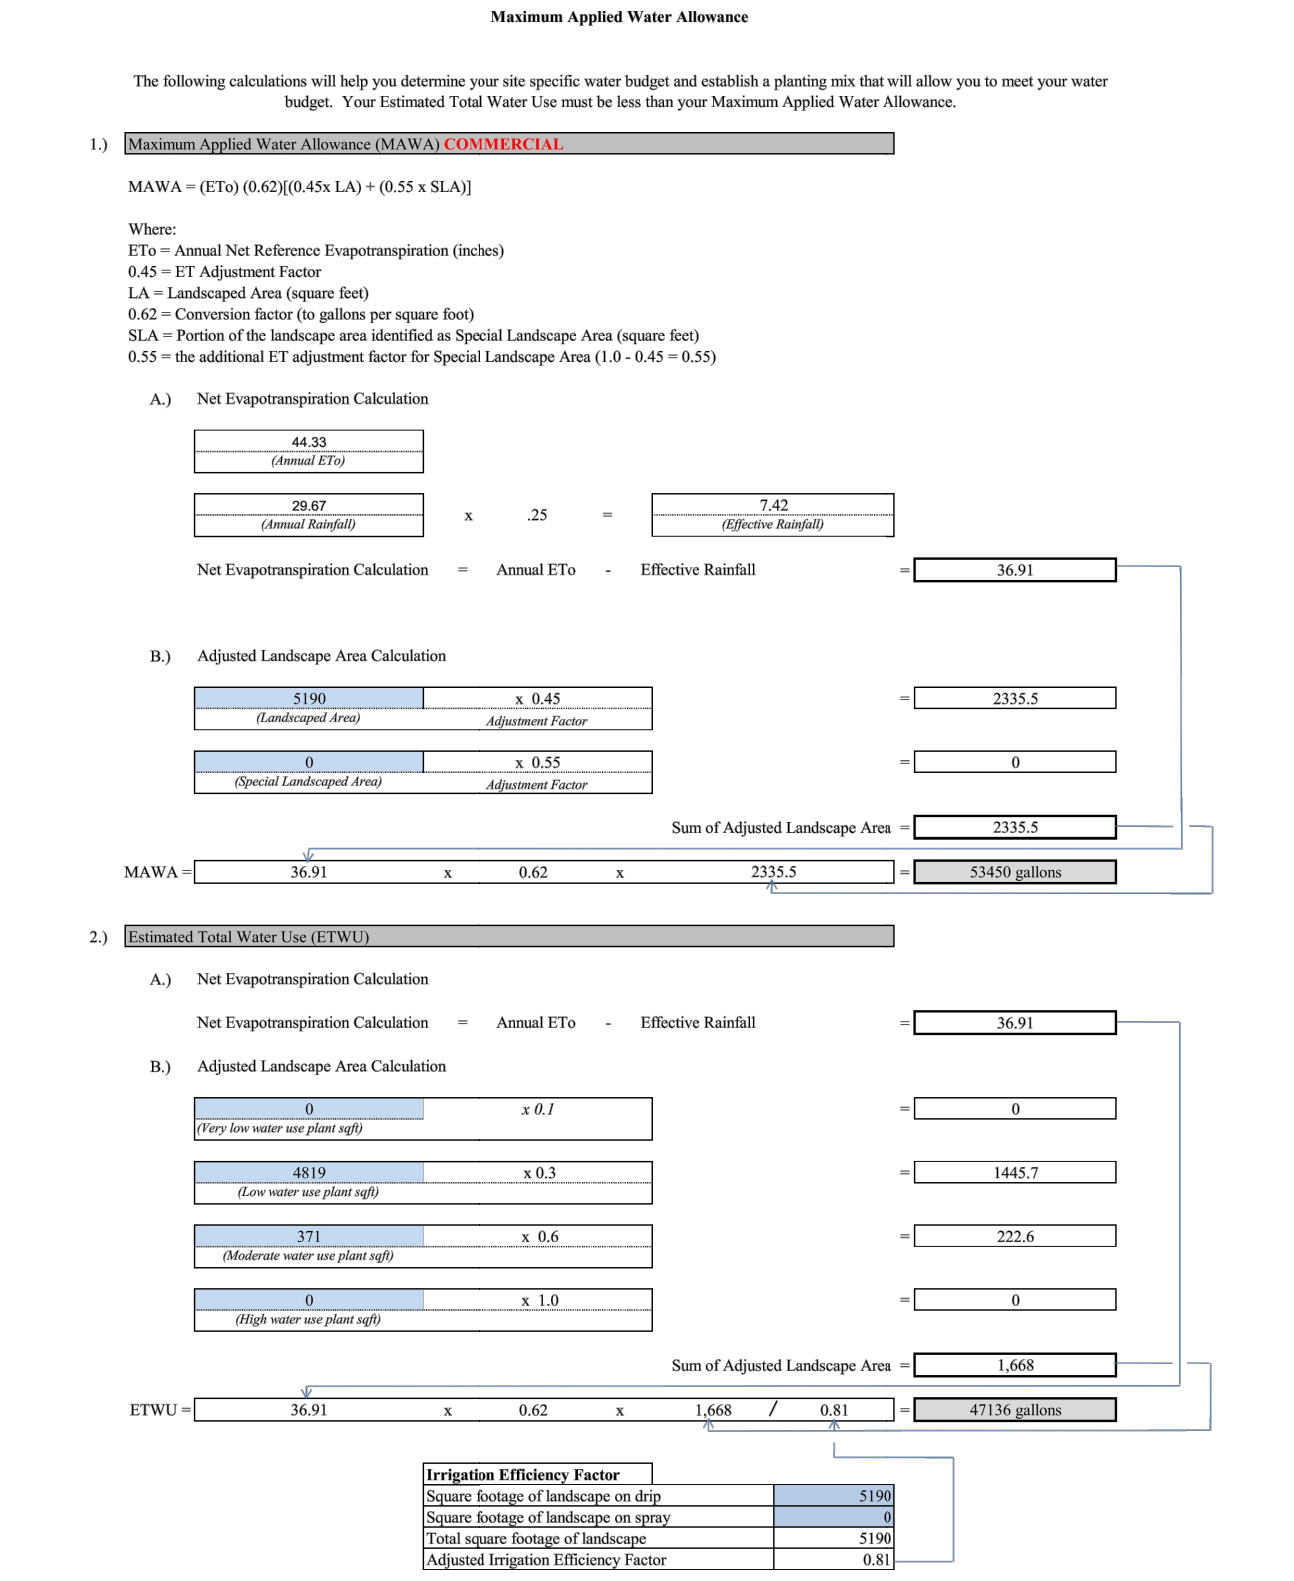 Maximum Applied Water Allowance
The following calculations will help you determine your site specific water budget and establish a planting mix that will allow you to meet your water
budget.  Your Estimated Total Water Use must be less than your Maximum Applied Water Allowance.
1.) Maximum Applied Water Allowance (MAWA) COMMERCIAL
MAWA = (ETo) (0.62)[(0.45x LA) + (0.55 x SLA)]
Where:
ETo = Annual Net Reference Evapotranspiration (inches)
0.45 = ET Adjustment Factor
LA = Landscaped Area (square feet)
0.62 = Conversion factor (to gallons per square foot)
SLA = Portion of the landscape area identified as Special Landscape Area (square feet)
0.55 = the additional ET adjustment factor for Special Landscape Area (1.0 - 0.45 = 0.55)
A.) Net Evapotranspiration Calculation
44.33
(Annual ETo)
29.67 x .25 = 7.42
(Annual Rainfall) (Effective Rainfall)
Net Evapotranspiration Calculation = Annual ETo - Effective Rainfall = 36.91
B.) Adjusted Landscape Area Calculation
5190 x 0.45 = 2335.5
(Landscaped Area) Adjustment Factor
0 x 0.55 = 0
(Special Landscaped Area) Adjustment Factor
Sum of Adjusted Landscape Area = 2335.5
MAWA = 36.91 x 0.62 x 2335.5 = 53450 gallons
2.) Estimated Total Water Use (ETWU)
A.) Net Evapotranspiration Calculation
Net Evapotranspiration Calculation = Annual ETo - Effective Rainfall = 36.91
B.) Adjusted Landscape Area Calculation
0 x 0.1 = 0
(Very low water use plant sqft)
4819 x 0.3 = 1445.7
(Low water use plant sqft)
371 x 0.6 = 222.6
(Moderate water use plant sqft)
0 x 1.0 = 0
(High water use plant sqft)
Sum of Adjusted Landscape Area = 1,668
ETWU = 36.91 x 0.62 x 1,668 / 0.81 = 47136 gallons
Irrigation Efficiency Factor
Square footage of landscape on drip 5190
Square footage of landscape on spray 0
Total square footage of landscape 5190
Adjusted Irrigation Efficiency Factor 0.81